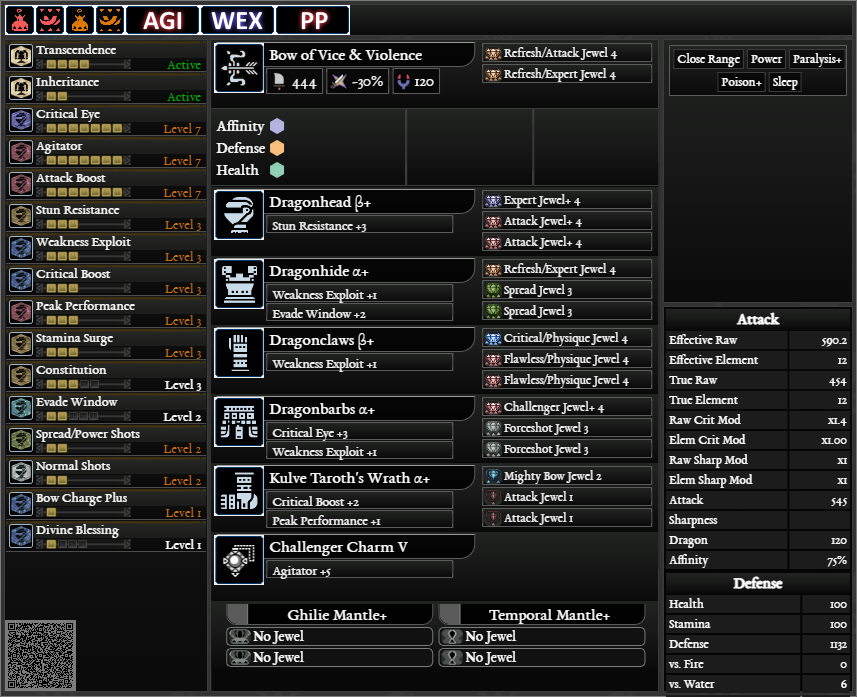 AGI WEX PP
Transcendence
Active
Inheritance
Active
Critical Eye
Level 7
Agitator
Level 7
Attack Boost
Level 7
Stun Resistance
Level 3
Weakness Exploit
Level 3
Critical Boost
Level 3
Peak Performance
Level 3
Stamina Surge
Level 3
Constitution
Level 3
Evade Window
Level 2
Spread/Power Shots
Level 2
Normal Shots
Level 2
Bow Charge Plus
Level 1
Divine Blessing
Level 1
Bow of Vice & Violence
444 -30% 120
Refresh/Attack Jewel 4
Refresh/Expert Jewel 4
Affinity
Defense
Health
Dragonhead β+
Stun Resistance +3
Expert Jewel+ 4
Attack Jewel+ 4
Attack Jewel+ 4
Dragonhide α+
Weakness Exploit +1
Evade Window +2
Refresh/Expert Jewel 4
Spread Jewel 3
Spread Jewel 3
Dragonclaws β+
Weakness Exploit +1
Critical/Physique Jewel 4
Flawless/Physique Jewel 4
Flawless/Physique Jewel 4
Dragonbarbs α+
Critical Eye +3
Weakness Exploit +1
Challenger Jewel+ 4
Forceshot Jewel 3
Forceshot Jewel 3
Kulve Taroth's Wrath α+
Critical Boost +2
Peak Performance +1
Mighty Bow Jewel 2
Attack Jewel 1
Attack Jewel 1
Challenger Charm V
Agitator +5
Ghilie Mantle+
No Jewel
No Jewel
Temporal Mantle+
No Jewel
No Jewel
Close Range Power Paralysis+
Poison+ Sleep
Attack
Effective Raw 590.2
Effective Element 12
True Raw 454
True Element 12
Raw Crit Mod x1.4
Elem Crit Mod x1.00
Raw Sharp Mod x1
Elem Sharp Mod x1
Attack 545
Sharpness
Dragon 120
Affinity 75%
Defense
Health 100
Stamina 100
Defense 1132
vs. Fire 0
vs. Water 6